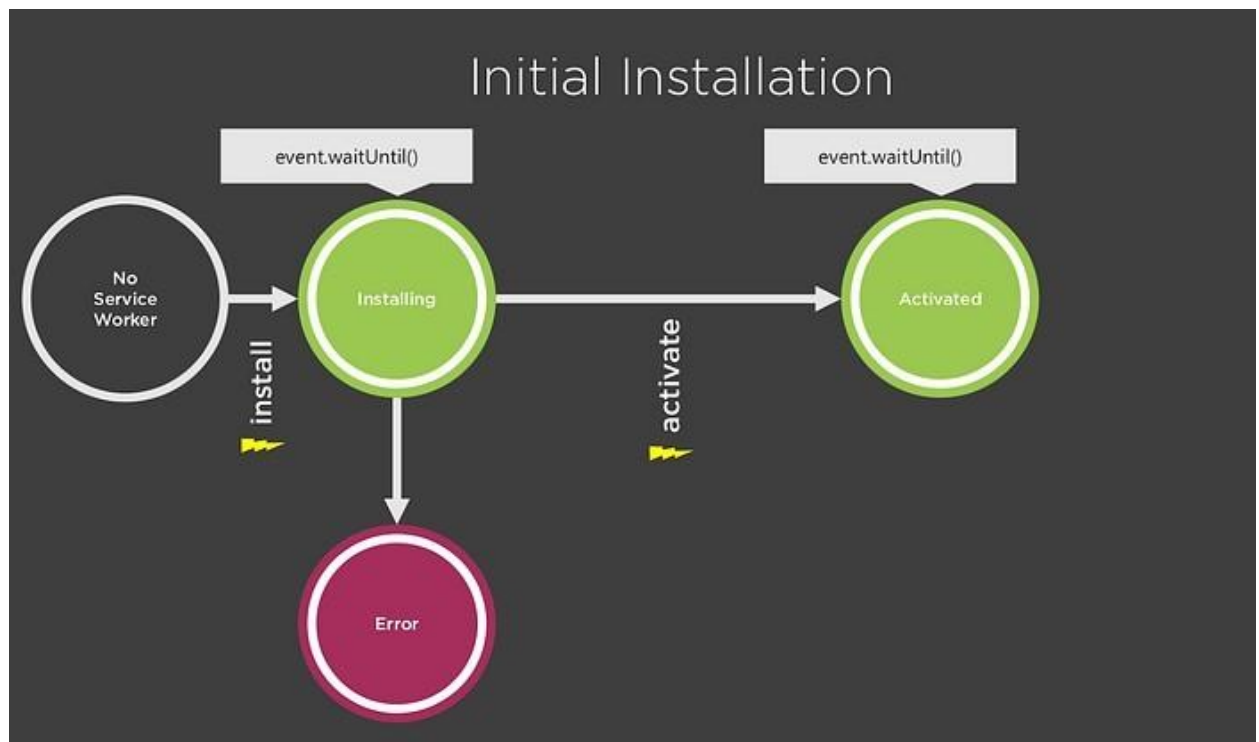 Initial Installation
event.waitUntil()
event.waitUntil()
No
Service
Worker
Installing
Activated
install
activate
Error